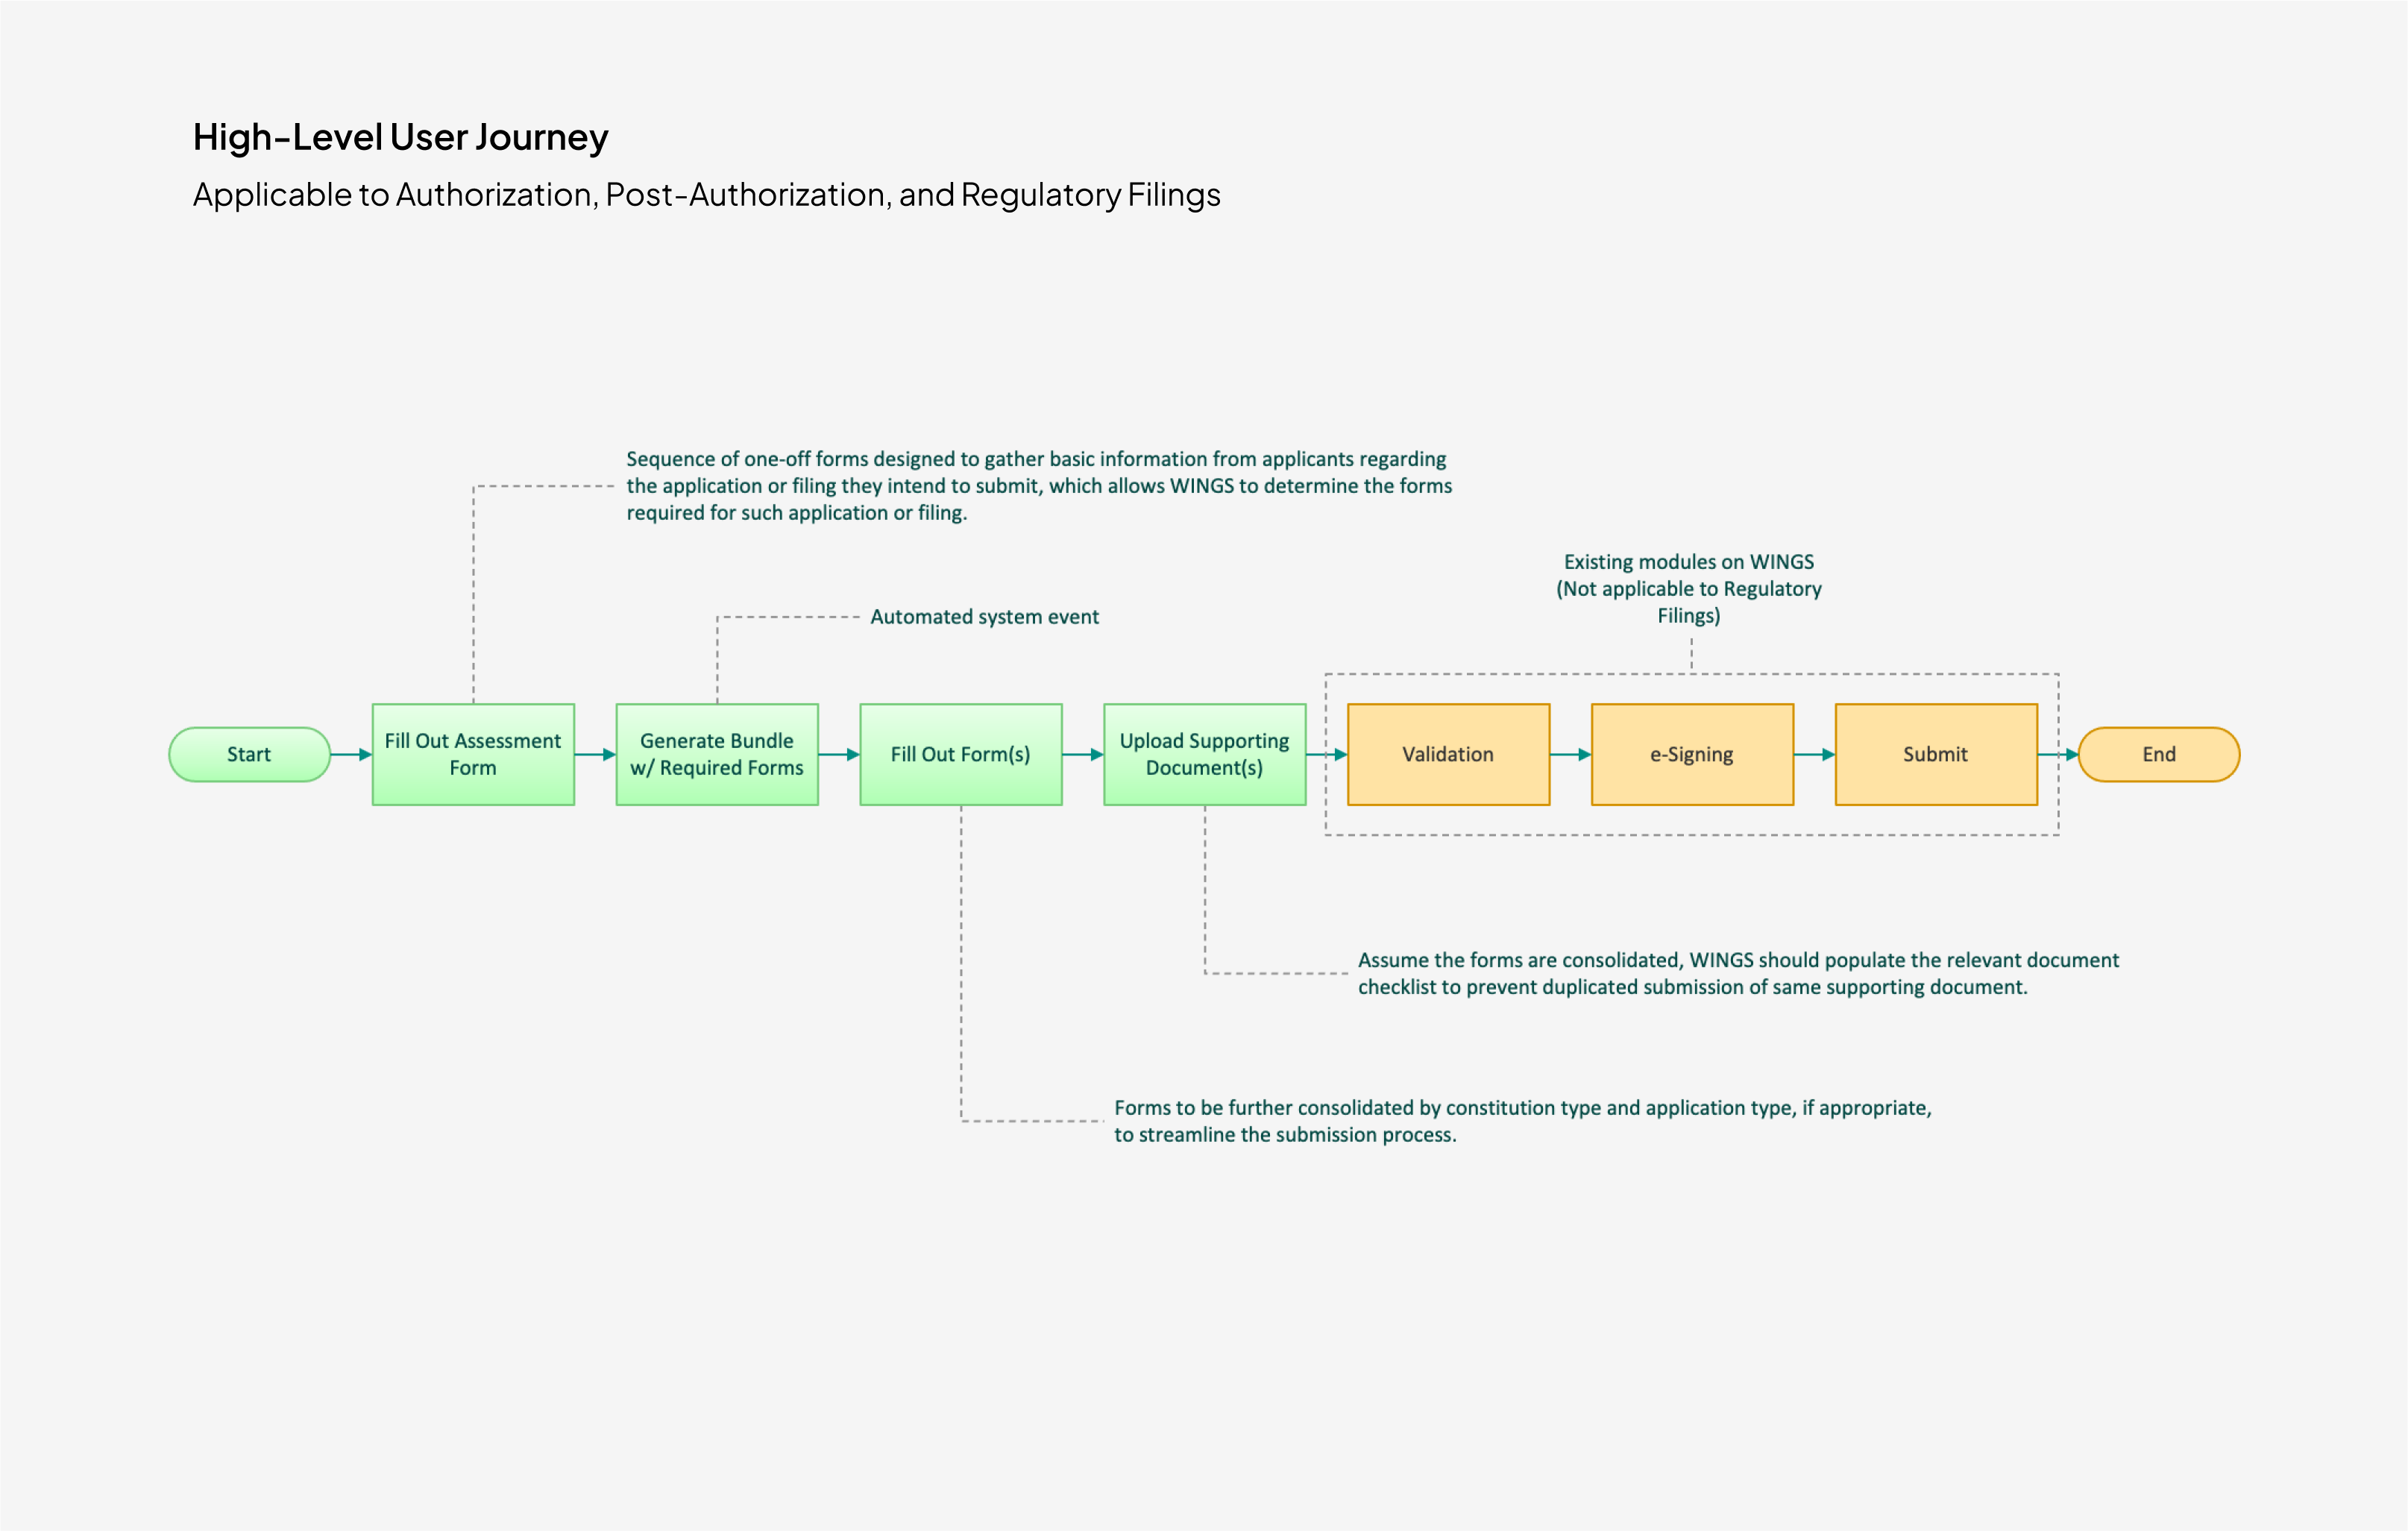 High-Level User Journey
Applicable to Authorization, Post-Authorization, and Regulatory Filings
Sequence of one-off forms designed to gather basic information from applicants regarding
the application or filing they intend to submit, which allows WINGS to determine the forms
required for such application or filing.
Existing modules on WINGS
(Not applicable to Regulatory
Filings)
Automated system event
Start
Fill Out Assessment
Form
Generate Bundle
w/ Required Forms
Fill Out Form(s)
Upload Supporting
Document(s)
Validation
e-Signing
Submit
End
Assume the forms are consolidated, WINGS should populate the relevant document
checklist to prevent duplicated submission of same supporting document.
Forms to be further consolidated by constitution type and application type, if appropriate,
to streamline the submission process.